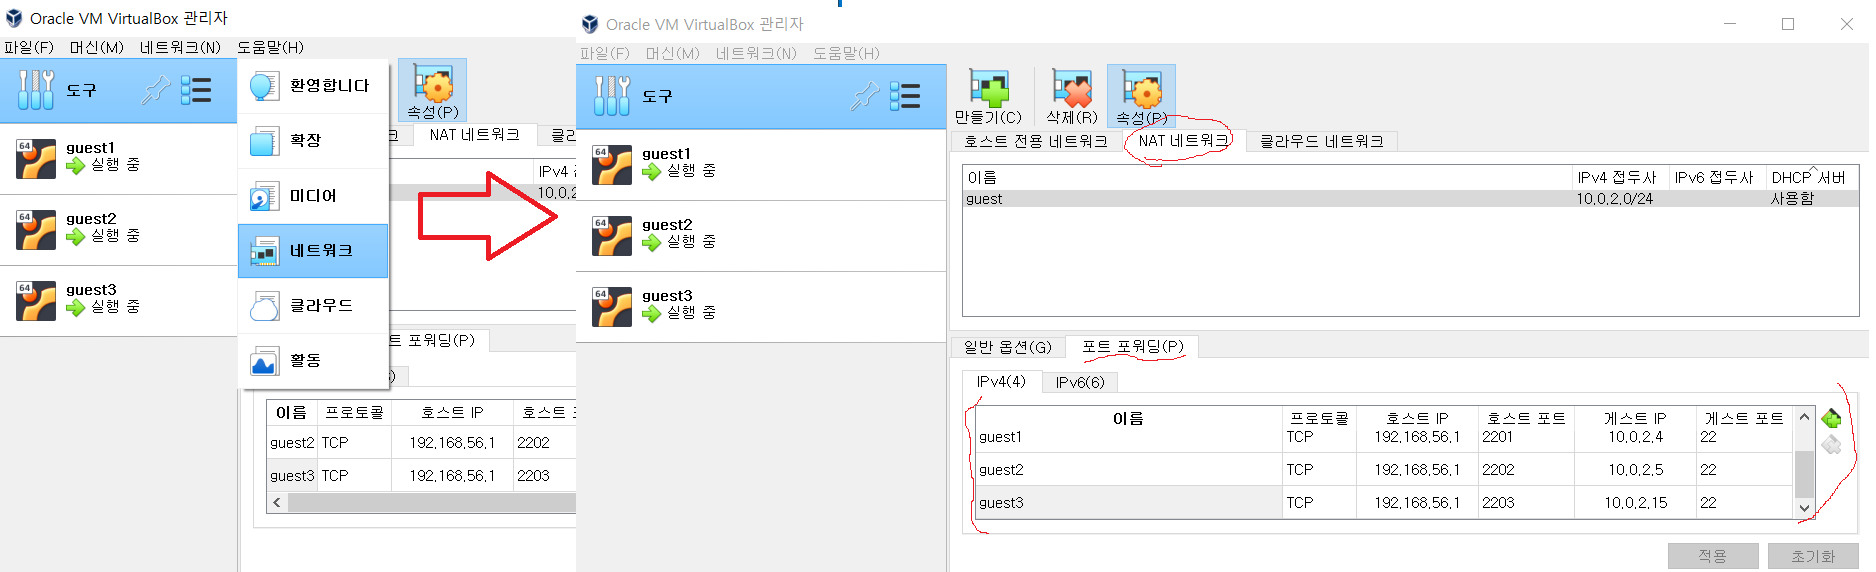 Oracle VM VirtualBox 관리자
파일(F) 머신(M) 네트워크(N) 도움말(H)
도구
guest1
실행 중
guest2
실행 중
guest3
실행 중
환영합니다
확장
미디어
네트워크
클라우드
활동
속성(P)
크 NAT 네트워크 클라
IPv4 접
10.0.2
트 포워딩(P)
이름 프로토콜 호스트 IP 호스트 포
guest2 TCP 192.168.56.1 2202
guest3 TCP 192.168.56.1 2203
Oracle VM VirtualBox 관리자
파일(F) 머신(M) 네트워크(N) 도움말(H)
도구
guest1
실행 중
guest2
실행 중
guest3
실행 중
만들기(C) 삭제(R) 속성(P)
호스트 전용 네트워크 NAT 네트워크 클라우드 네트워크
이름 IPv4 접두사 IPv6 접두사 DHCP 서버
guest 10.0.2.0/24 사용함
일반 옵션(G) 포트 포워딩(P)
IPv4(4) IPv6(6)
이름 프로토콜 호스트 IP 호스트 포트 게스트 IP 게스트 포트
guest1 TCP 192.168.56.1 2201 10.0.2.4 22
guest2 TCP 192.168.56.1 2202 10.0.2.5 22
guest3 TCP 192.168.56.1 2203 10.0.2.15 22
적용 초기화